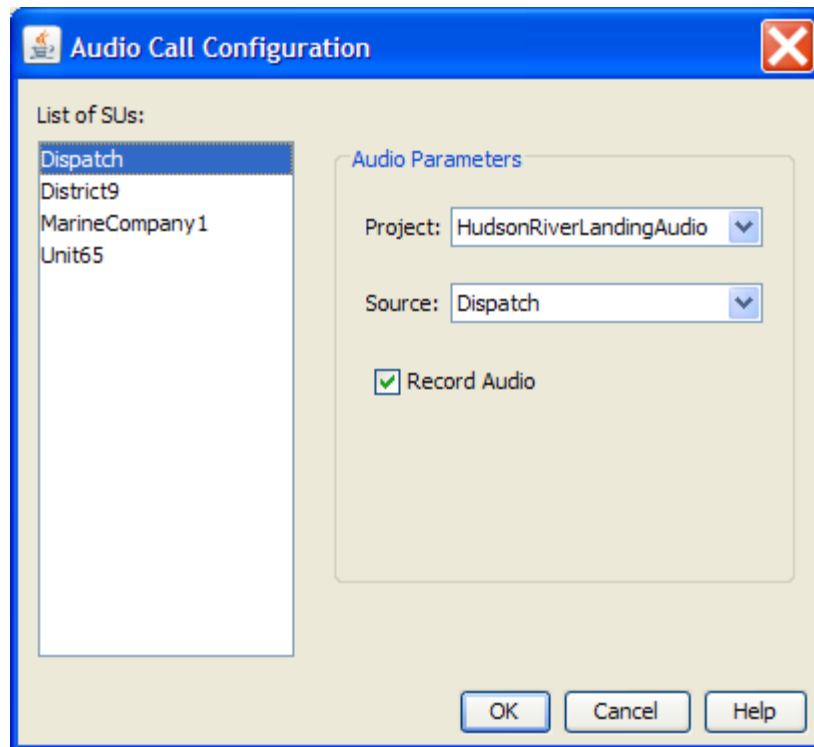 Audio Call Configuration
List of SUs:
Dispatch
District9
MarineCompany1
Unit65
Audio Parameters
Project: HudsonRiverLandingAudio
Source: Dispatch
Record Audio
OK Cancel Help